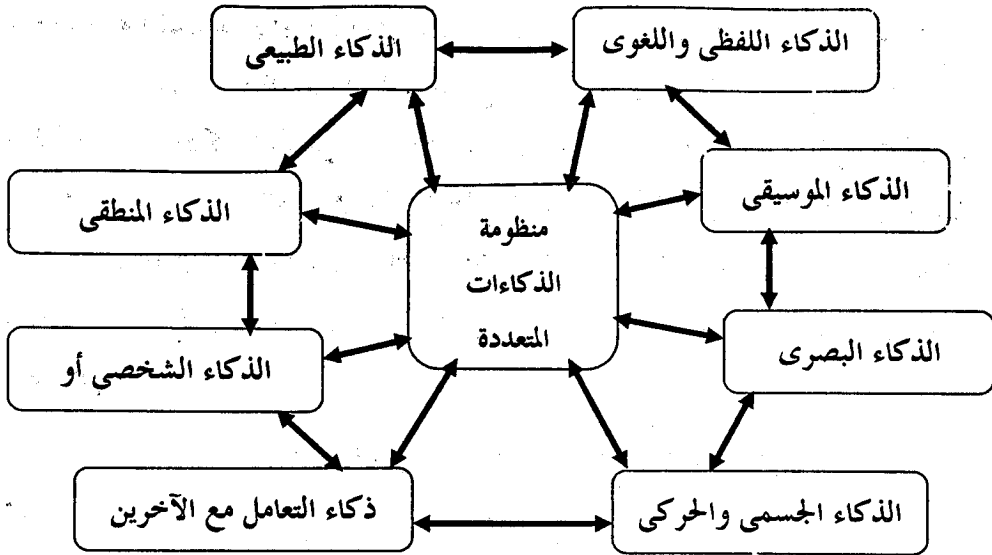 الذكاء اللفظى واللغوى
الذكاء الطبيعى
الذكاء الموسيقى
الذكاء المنطقى
منظومة
الذكاءات
المتعددة
الذكاء البصرى
الذكاء الشخصي أو
الذكاء الجسمى والحركى
ذكاء التعامل مع الآخرين